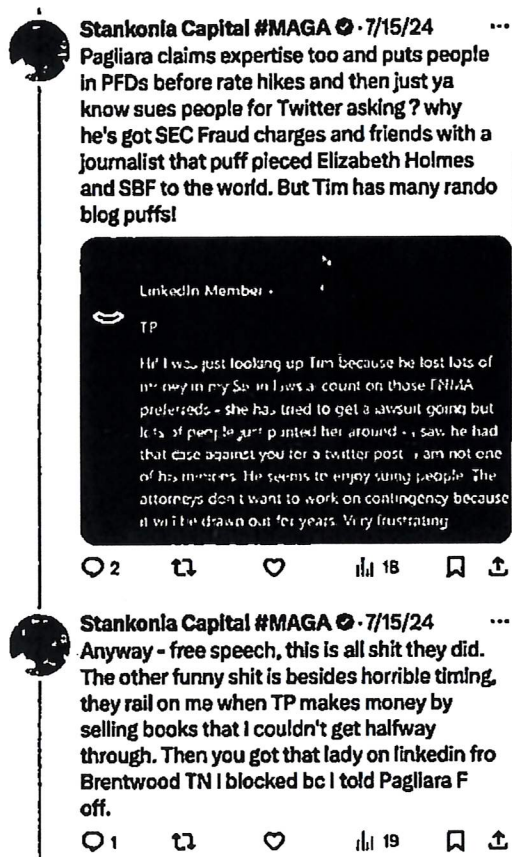 Stankonia Capital #MAGA · 7/15/24 ...
Pagliara claims expertise too and puts people
in PFDs before rate hikes and then just ya
know sues people for Twitter asking? why
he's got SEC Fraud charges and friends with a
journalist that puff pieced Elizabeth Holmes
and SBF to the world. But Tim has many rando
blog puffs!
LinkedIn Member
TP
Hi! I was just looking up Tim because he lost lots of
money in my account on those FNMA
preferreds - she has tried to get a lawsuit going but
lots of people just punted her around - I saw he had
that case against you for a twitter post I am not one
of his He seems to enjoy suing people. The
attorneys don't want to work on contingency because
it will be drawn out for years. Very frustrating
2 18
Stankonia Capital #MAGA · 7/15/24 ...
Anyway - free speech, this is all shit they did.
The other funny shit is besides horrible timing,
they rail on me when TP makes money by
selling books that I couldn't get halfway
through. Then you got that lady on linkedin fro
Brentwood TN I blocked bc I told Pagliara F
off.
1 19